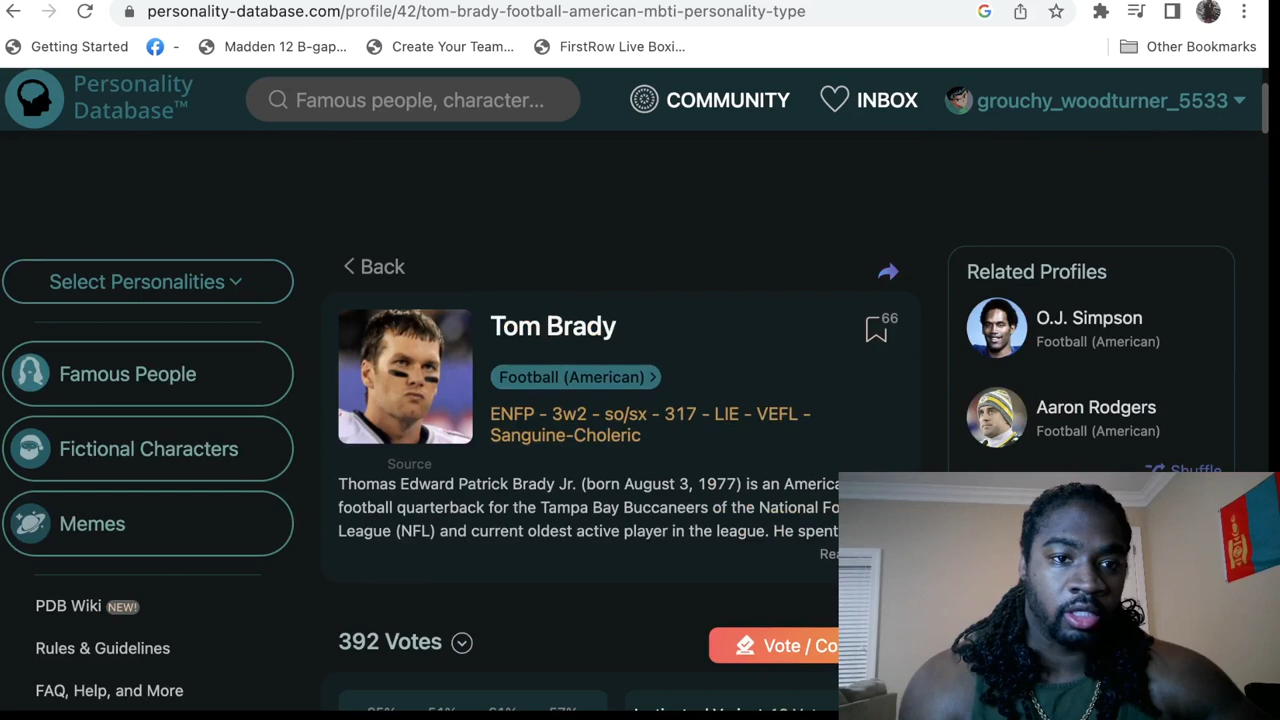 personality-database.com/profile/42/tom-brady-football-american-mbti-personality-type
Getting Started
-
Madden 12 B-gap...
Create Your Team...
FirstRow Live Boxi...
Other Bookmarks
Personality
Database™
Famous people, character...
COMMUNITY
INBOX
grouchy_woodturner_5533
Select Personalities
Famous People
Fictional Characters
Memes
PDB Wiki NEW!
Rules & Guidelines
FAQ, Help, and More
Back
Tom Brady
66
Football (American) >
ENFP - 3w2 - so/sx - 317 - LIE - VEFL -
Sanguine-Choleric
Source
Thomas Edward Patrick Brady Jr. (born August 3, 1977) is an America
football quarterback for the Tampa Bay Buccaneers of the National Fo
League (NFL) and current oldest active player in the league. He spent
Rea
392 Votes
Vote / Co
Related Profiles
O.J. Simpson
Football (American)
Aaron Rodgers
Football (American)
Shuffle